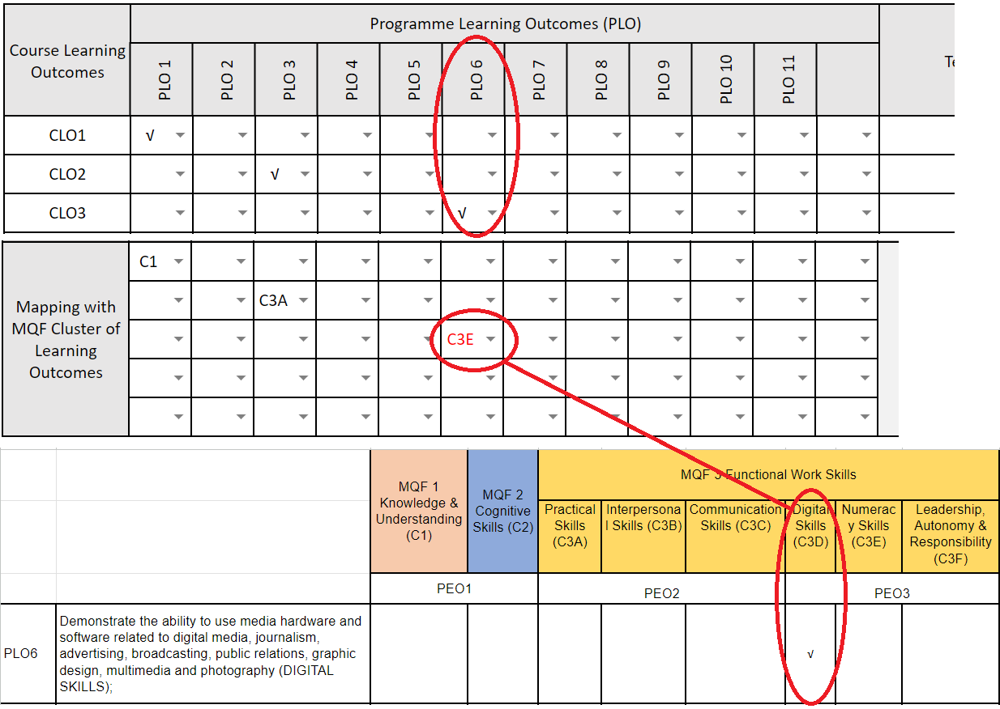 Programme Learning Outcomes (PLO)
Course Learning
Outcomes
PLO 1
PLO 2
PLO 3
PLO 4
PLO 5
PLO 6
PLO 7
PLO 8
PLO 9
PLO 10
PLO 11
CLO1
√
CLO2
√
CLO3
√
Mapping with
MQF Cluster of
Learning
Outcomes
C1
C3A
C3E
MQF 1
Knowledge &
Understanding
(C1)
MQF 2
Cognitive
Skills (C2)
MQF 3 Functional Work Skills
Practical
Skills
(C3A)
Interpersona
l Skills (C3B)
Communication
Skills (C3C)
Digital
Skills
(C3D)
Numerac
y Skills
(C3E)
Leadership,
Autonomy &
Responsibility
(C3F)
PEO1
PEO2
PEO3
PLO6
Demonstrate the ability to use media hardware and
software related to digital media, journalism,
advertising, broadcasting, public relations, graphic
design, multimedia and photography (DIGITAL
SKILLS);
√